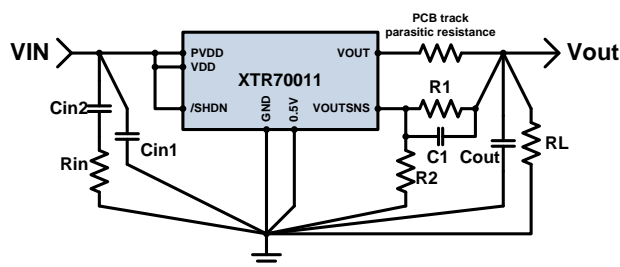 PCB track
parasitic resistance
VIN
PVDD
VDD
/SHDN
XTR70011
VOUT
VOUTSNS
GND
0.5V
Vout
R1
C1
R2
Cout
RL
Cin2
Cin1
Rin